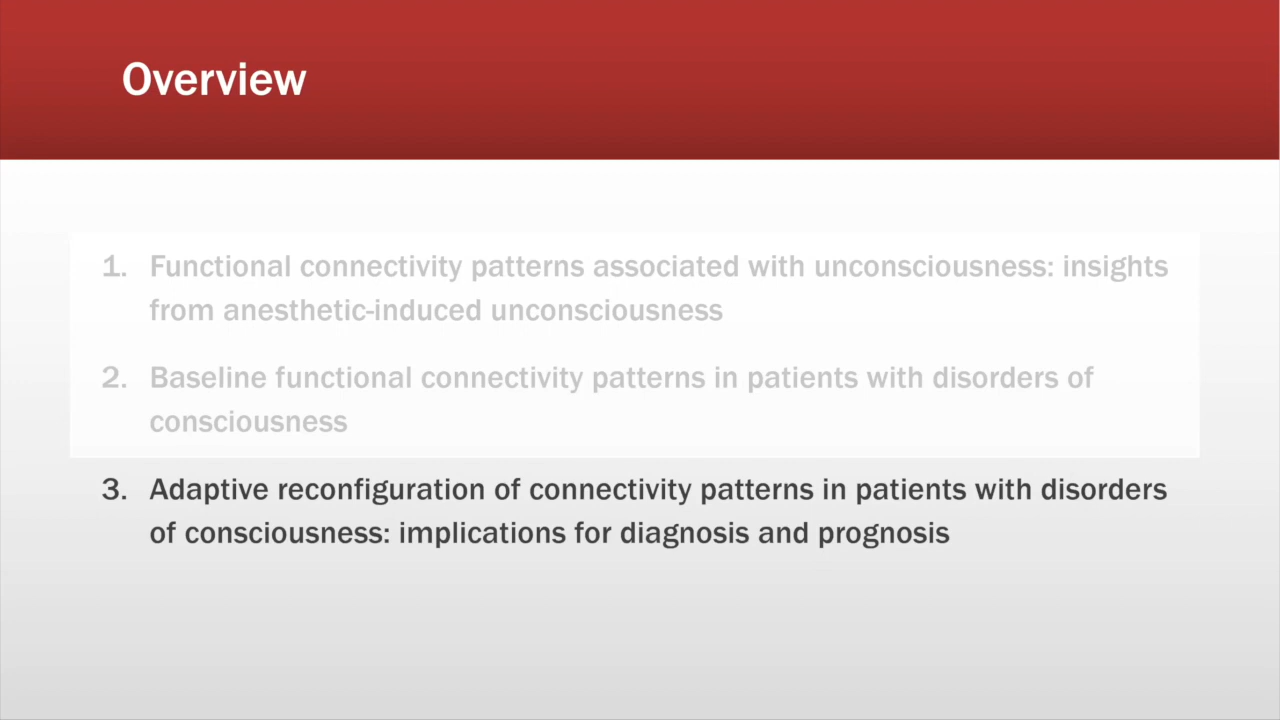 Overview
1. Functional connectivity patterns associated with unconsciousness: insights
from anesthetic-induced unconsciousness
2. Baseline functional connectivity patterns in patients with disorders of
consciousness
3. Adaptive reconfiguration of connectivity patterns in patients with disorders
of consciousness: implications for diagnosis and prognosis